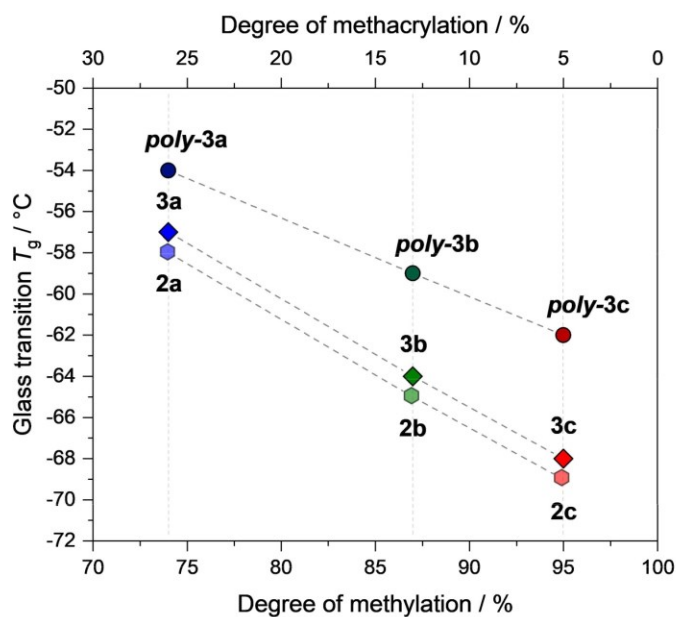 Degree of methacrylation / %
30 25 20 15 10 5 0
Glass transition Tg / °C
-50
-52
-54
-56
-58
-60
-62
-64
-66
-68
-70
-72
poly-3a
3a
2a
poly-3b
3b
2b
poly-3c
3c
2c
70 75 80 85 90 95 100
Degree of methylation / %